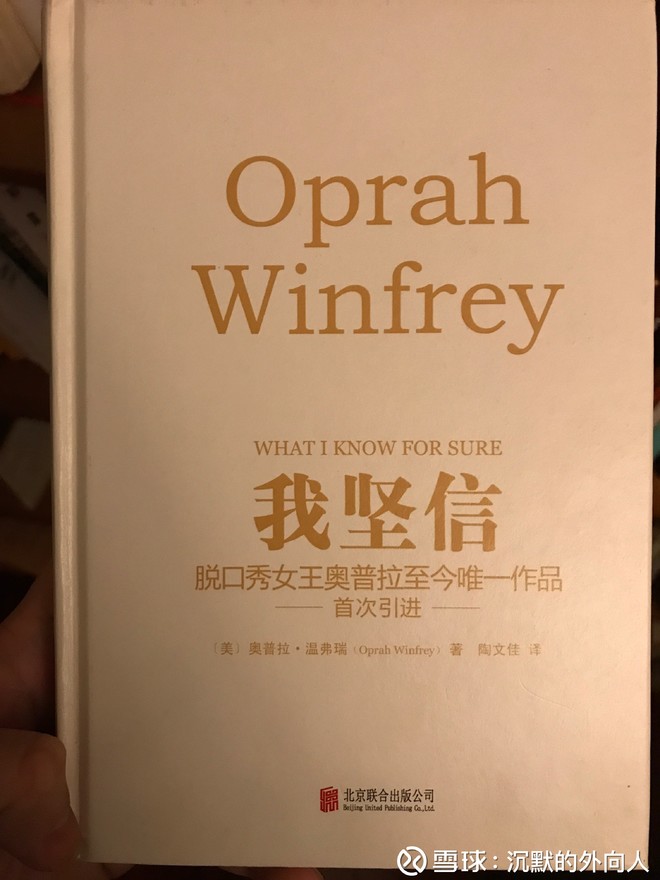 Oprah
Winfrey
WHAT I KNOW FOR SURE
我坚信
脱口秀女王奥普拉至今唯一作品
首次引进
〔美〕奥普拉·温弗瑞（Oprah Winfrey）著 陶文佳 译
北京联合出版公司
Beijing United Publishing Co.,Ltd.
雪球：沉默的外向人